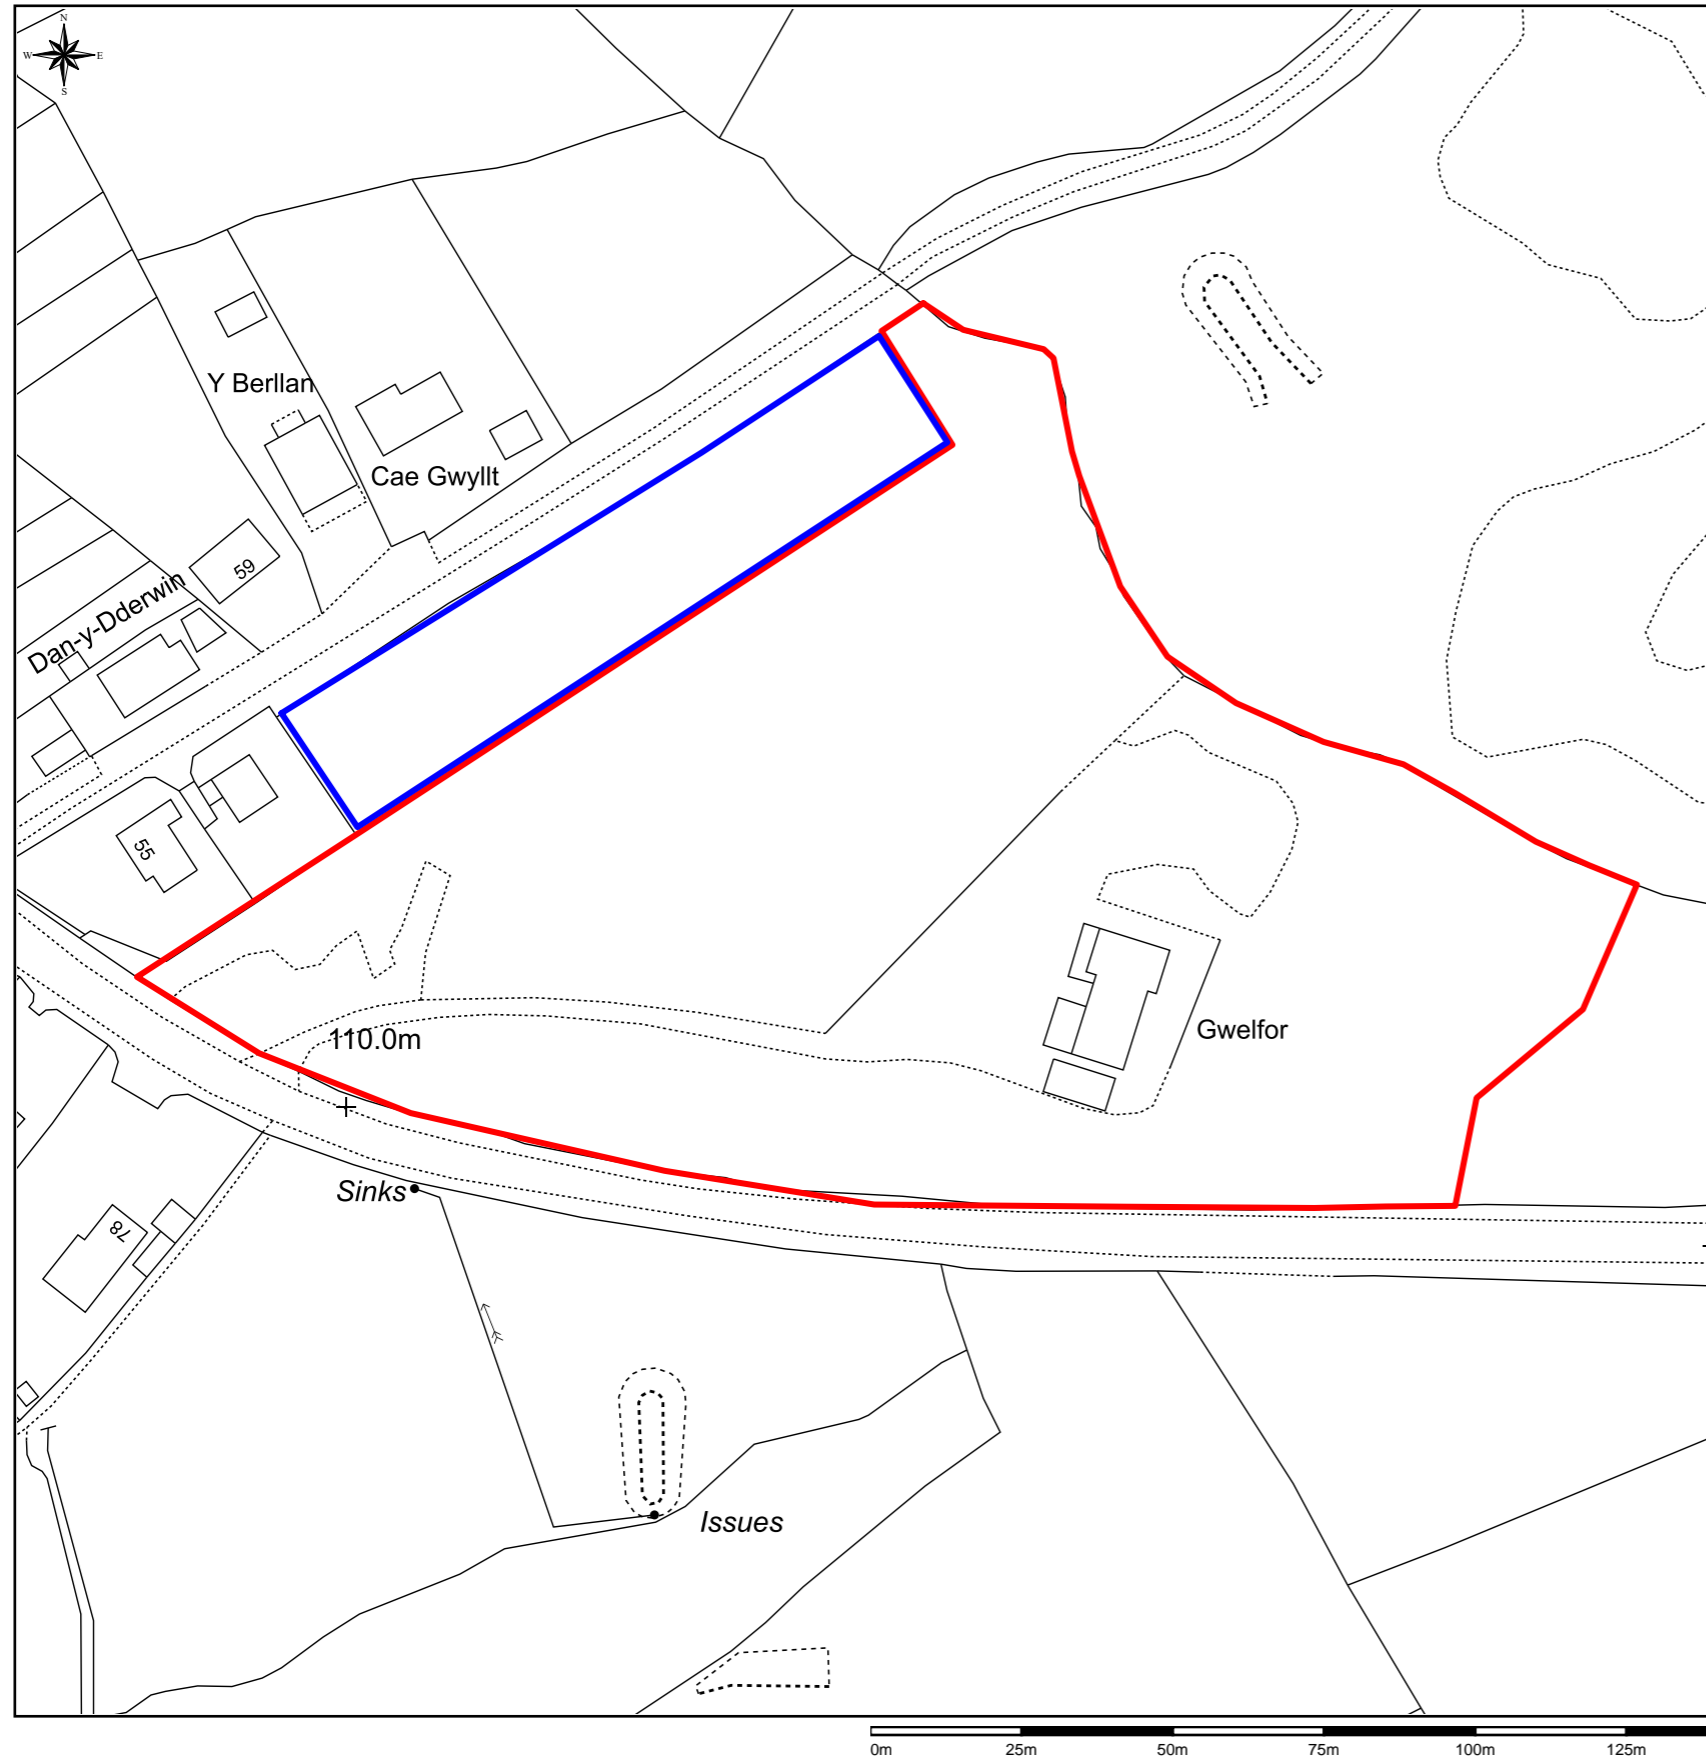 N
W E
S
Y Berllan
Cae Gwyllt
59
Dan-y-Dderwin
55
110.0m
Gwelfor
Sinks
78
Issues
0m 25m 50m 75m 100m 125m